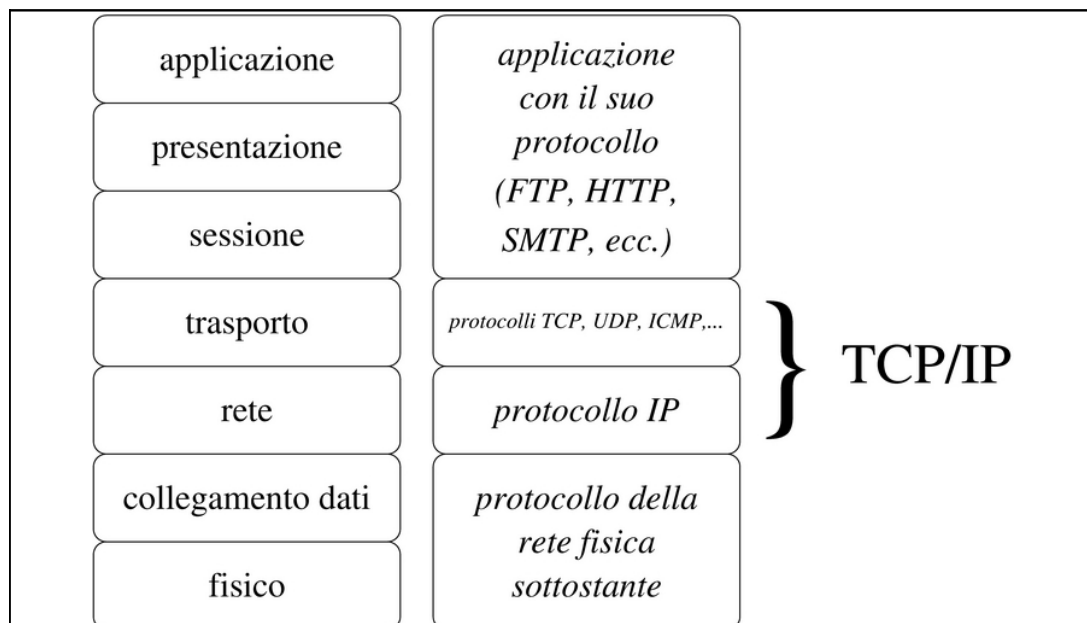 applicazione
presentazione
sessione
trasporto
rete
collegamento dati
fisico
applicazione
con il suo
protocollo
(FTP, HTTP,
SMTP, ecc.)
protocolli TCP, UDP, ICMP,...
protocollo IP
protocollo della
rete fisica
sottostante
} TCP/IP